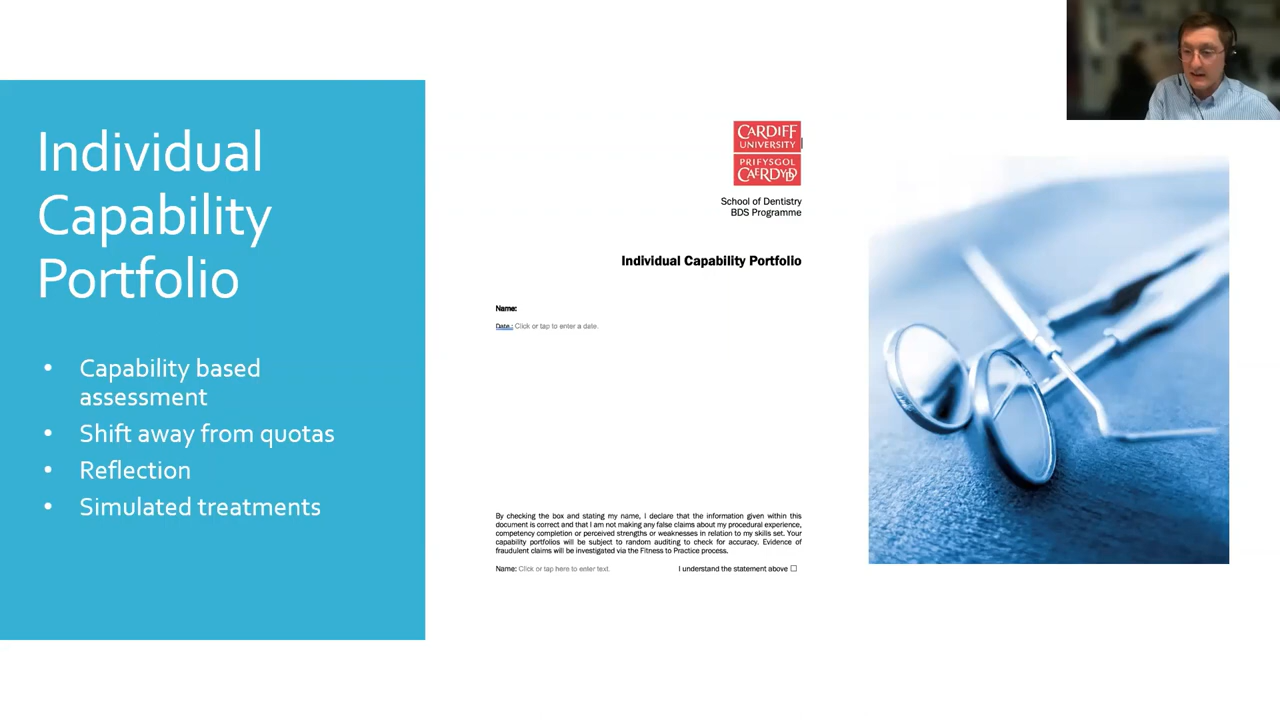 Individual
Capability
Portfolio
• Capability based
assessment
• Shift away from quotas
• Reflection
• Simulated treatments
CARDIFF
UNIVERSITY
PRIFYSGOL
CAERDYDD
School of Dentistry
BDS Programme
Individual Capability Portfolio
Name:
Date : Click or tap to enter a date.
By checking the box and stating my name, I declare that the information given within this
document is correct and that I am not making any false claims about my procedural experience,
competency completion or perceived strengths or weaknesses in relation to my skills set. Your
capability portfolios will be subject to random auditing to check for accuracy. Evidence of
fraudulent claims will be investigated via the Fitness to Practice process.
Name: Click or tap here to enter text. I understand the statement above ☐